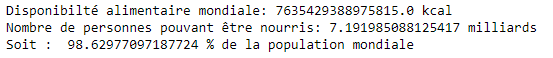 Disponibilté alimentaire mondiale: 7635429388975815.0 kcal
Nombre de personnes pouvant être nourris: 7.191985088125417 milliards
Soit :  98.62977097187724 % de la population mondiale